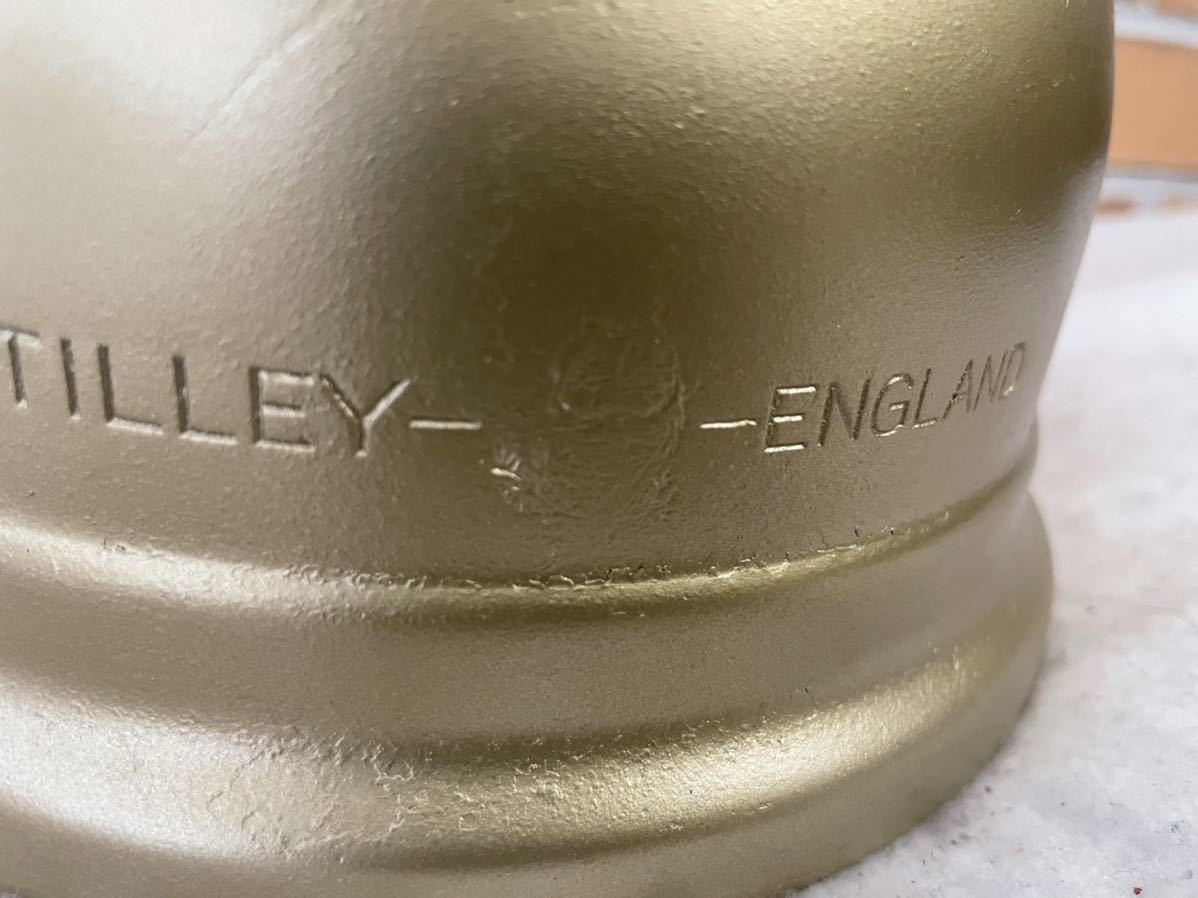 TILLEY — — ENGLAND